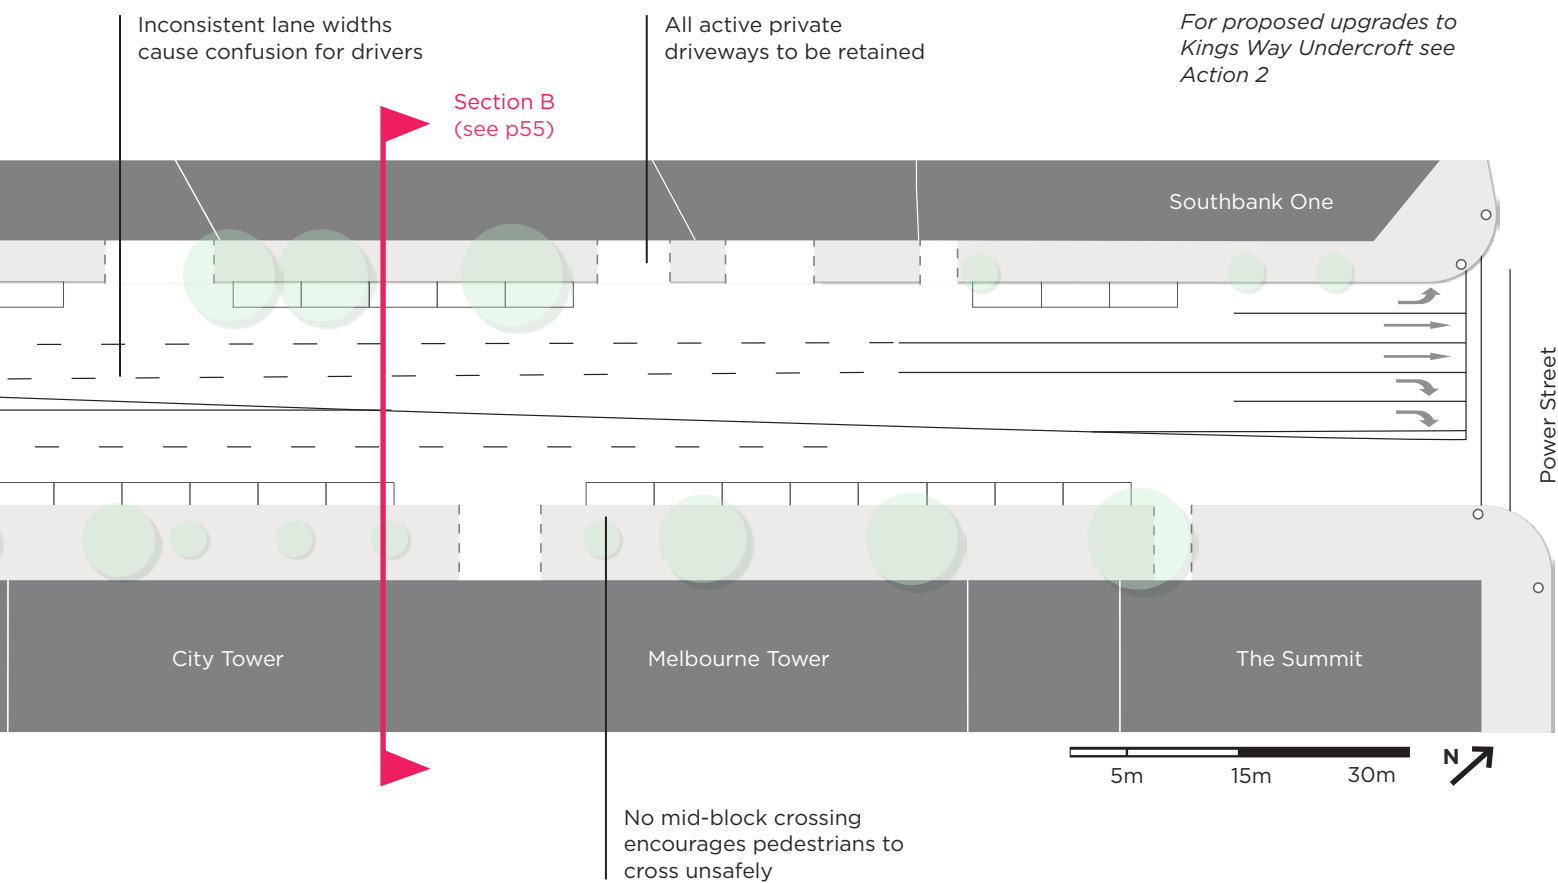 Inconsistent lane widths
cause confusion for drivers
All active private
driveways to be retained
For proposed upgrades to
Kings Way Undercroft see
Action 2
Section B
(see p55)
Southbank One
Power Street
City Tower
Melbourne Tower
The Summit
5m
15m
30m
N
No mid-block crossing
encourages pedestrians to
cross unsafely